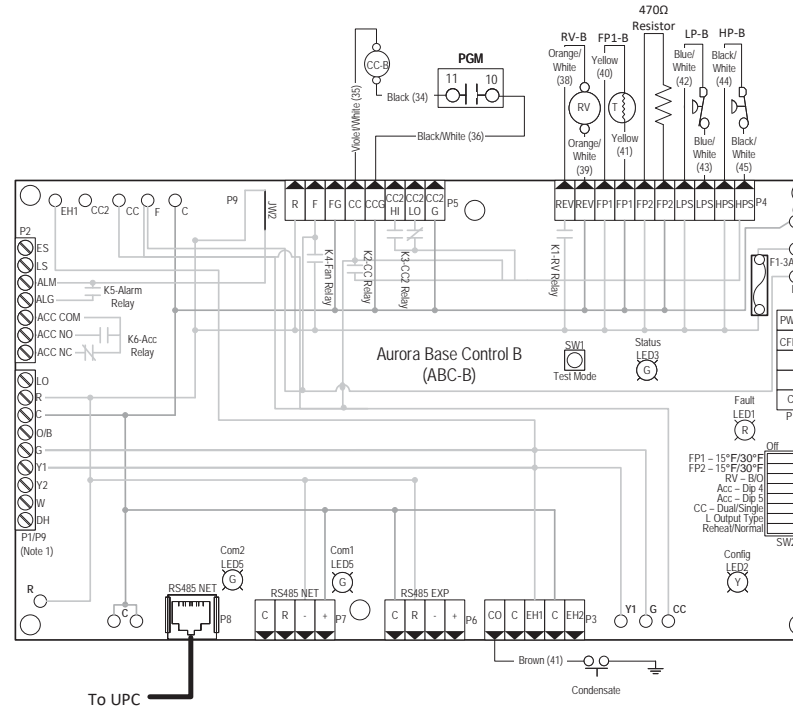 470Ω
Resistor
RV-B
FP1-B
LP-B
HP-B
Orange/
White
(38)
Yellow
(40)
Blue/
White
(42)
Black/
White
(44)
PGM
CC-B
11
10
Black (34)
Violet/White (35)
Black/White (36)
RV
T
Orange/
White
(39)
Yellow
(41)
Blue/
White
(43)
Black/
White
(45)
EH1
CC2
CC
F
C
P9
JW2
R
F
FG
CC
CCG
CC2
HI
CC2
LO
CC2
G
P5
REV
REV
FP1
FP1
FP2
FP2
LPS
LPS
HPS
HPS
P4
P2
ES
LS
ALM
ALG
ACC COM
ACC NO
ACC NC
K5-Alarm
Relay
K6-Acc
Relay
K4-Fan Relay
K2-CC Relay
K3-CC2 Relay
K1-RV Relay
F1-3A
Aurora Base Control B
(ABC-B)
SW1
Test Mode
Status
LED3
G
PW
CF
C
P
LO
R
C
O/B
G
Y1
Y2
W
DH
P1/P9
(Note 1)
Fault
LED1
R
Off
FP1 – 15°F/30°F
FP2 – 15°F/30°F
RV – B/O
Acc – Dip 4
Acc – Dip 5
CC – Dual/Single
L Output Type
Reheat/Normal
SW2
Config
LED2
Y
Com2
LED5
G
Com1
LED5
G
R
C
RS485 NET
P8
RS485 NET
C
R
-
+
P7
RS485 EXP
C
R
-
+
P6
CO
C
EH1
C
EH2
P3
Y1
G
CC
Brown (41)
Condensate
To UPC